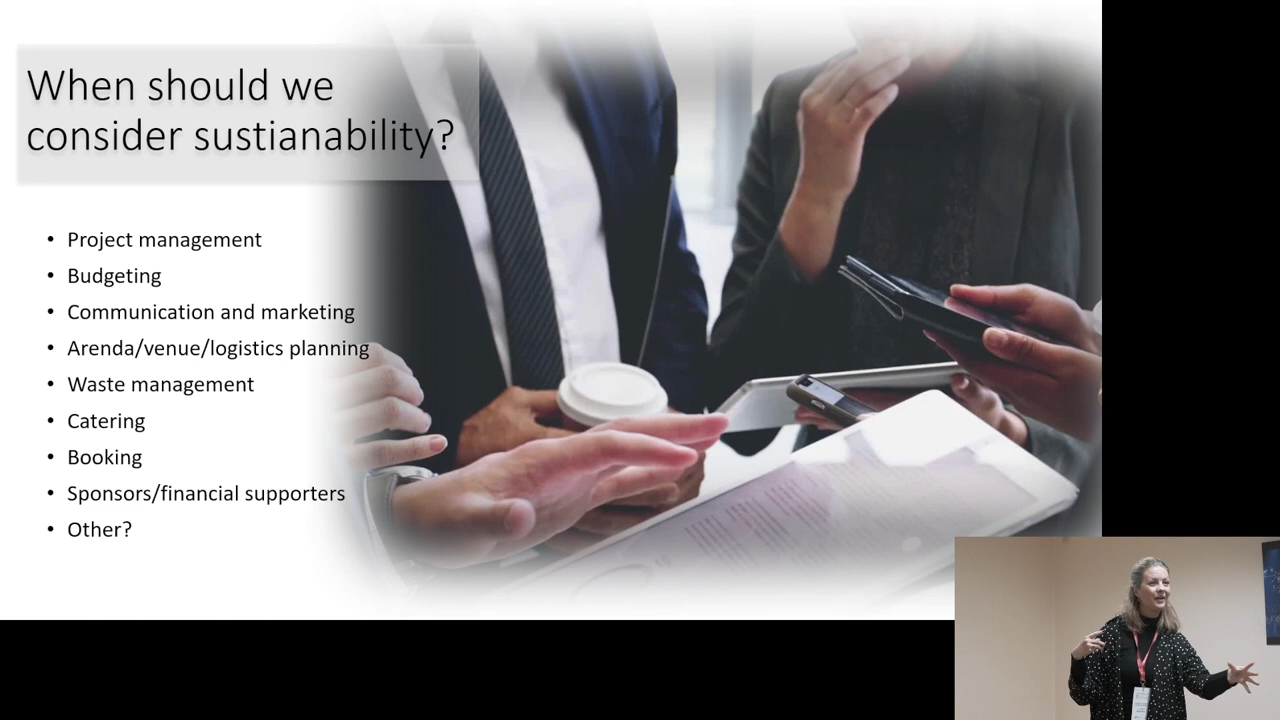 When should we
consider sustianability?
• Project management
• Budgeting
• Communication and marketing
• Arenda/venue/logistics planning
• Waste management
• Catering
• Booking
• Sponsors/financial supporters
• Other?